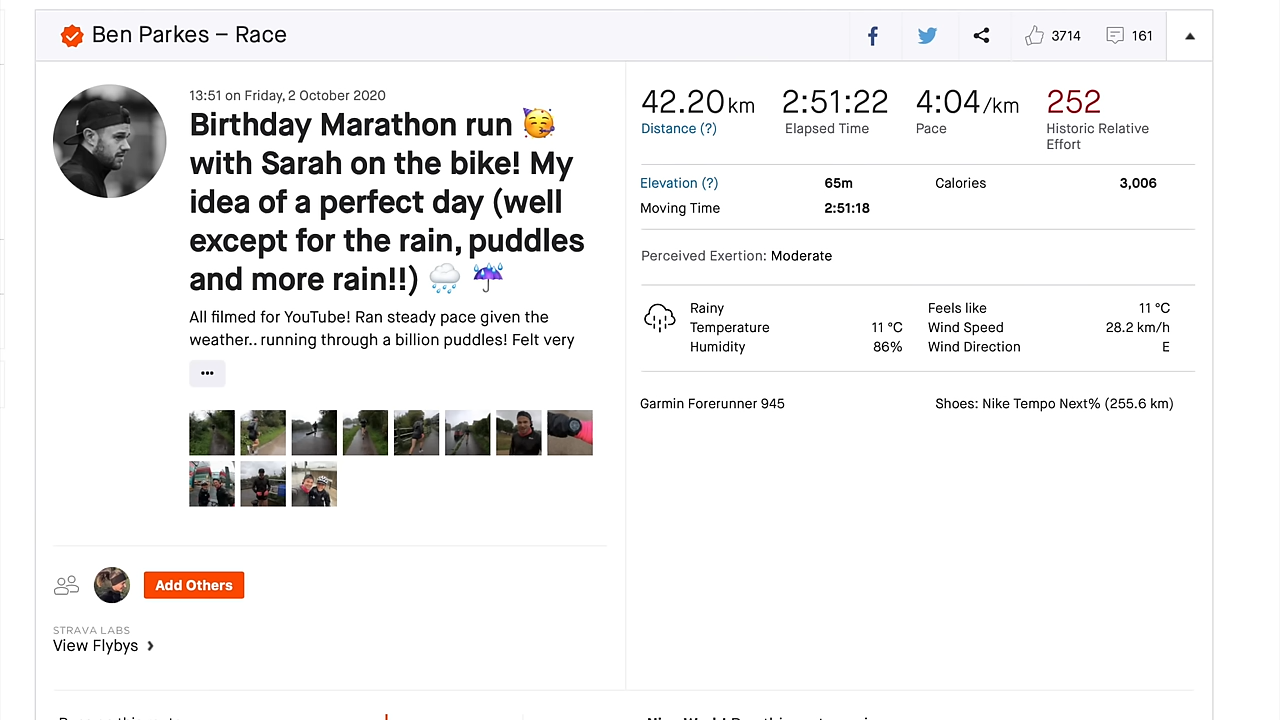 Ben Parkes – Race
3714
161
13:51 on Friday, 2 October 2020
Birthday Marathon run 🥳
with Sarah on the bike! My
idea of a perfect day (well
except for the rain, puddles
and more rain!!) 🌧️ ☔
All filmed for YouTube! Ran steady pace given the
weather.. running through a billion puddles! Felt very
•••
Add Others
STRAVA LABS
View Flybys
42.20 km 2:51:22 4:04 /km 252
Distance (?) Elapsed Time Pace Historic Relative
Effort
Elevation (?) 65m Calories 3,006
Moving Time 2:51:18
Perceived Exertion: Moderate
Rainy Feels like 11 °C
Temperature 11 °C Wind Speed 28.2 km/h
Humidity 86% Wind Direction E
Garmin Forerunner 945 Shoes: Nike Tempo Next% (255.6 km)